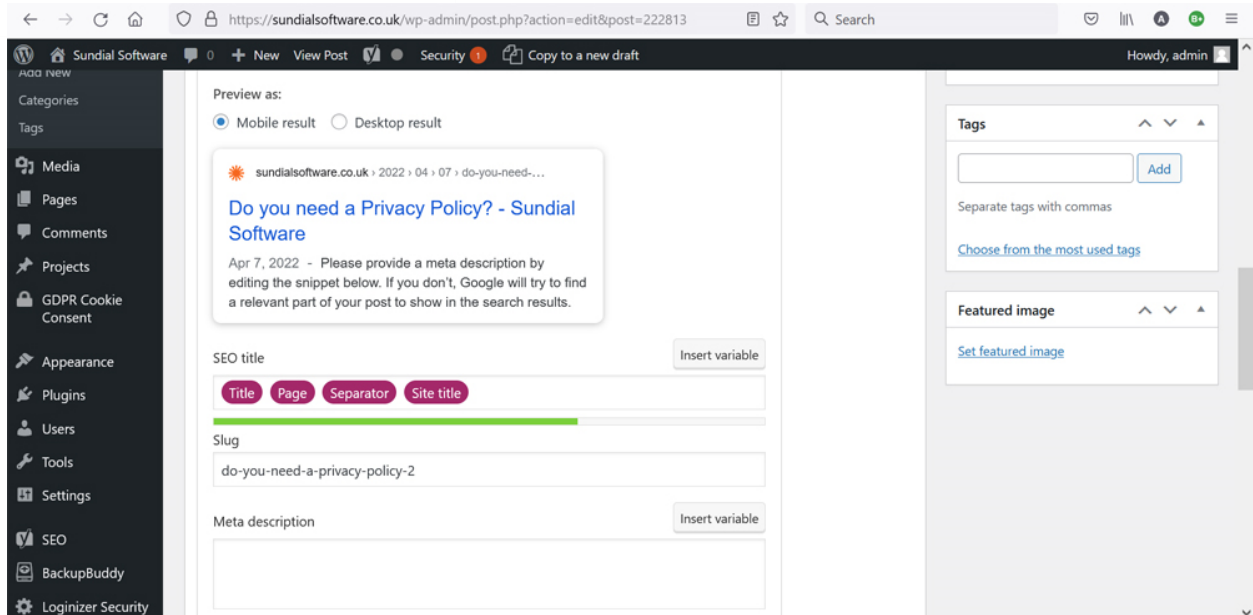 https://sundialsoftware.co.uk/wp-admin/post.php?action=edit&post=222813
Search
A
B+
Sundial Software 0 New View Post Security 1 Copy to a new draft Howdy, admin
Add New
Categories
Tags
Media
Pages
Comments
Projects
GDPR Cookie
Consent
Appearance
Plugins
Users
Tools
Settings
SEO
BackupBuddy
Loginizer Security
Preview as:
Mobile result Desktop result
sundialsoftware.co.uk › 2022 › 04 › 07 › do-you-need-...
Do you need a Privacy Policy? - Sundial
Software
Apr 7, 2022 - Please provide a meta description by
editing the snippet below. If you don't, Google will try to find
a relevant part of your post to show in the search results.
SEO title Insert variable
Title Page Separator Site title
Slug
do-you-need-a-privacy-policy-2
Meta description Insert variable
Tags
Add
Separate tags with commas
Choose from the most used tags
Featured image
Set featured image